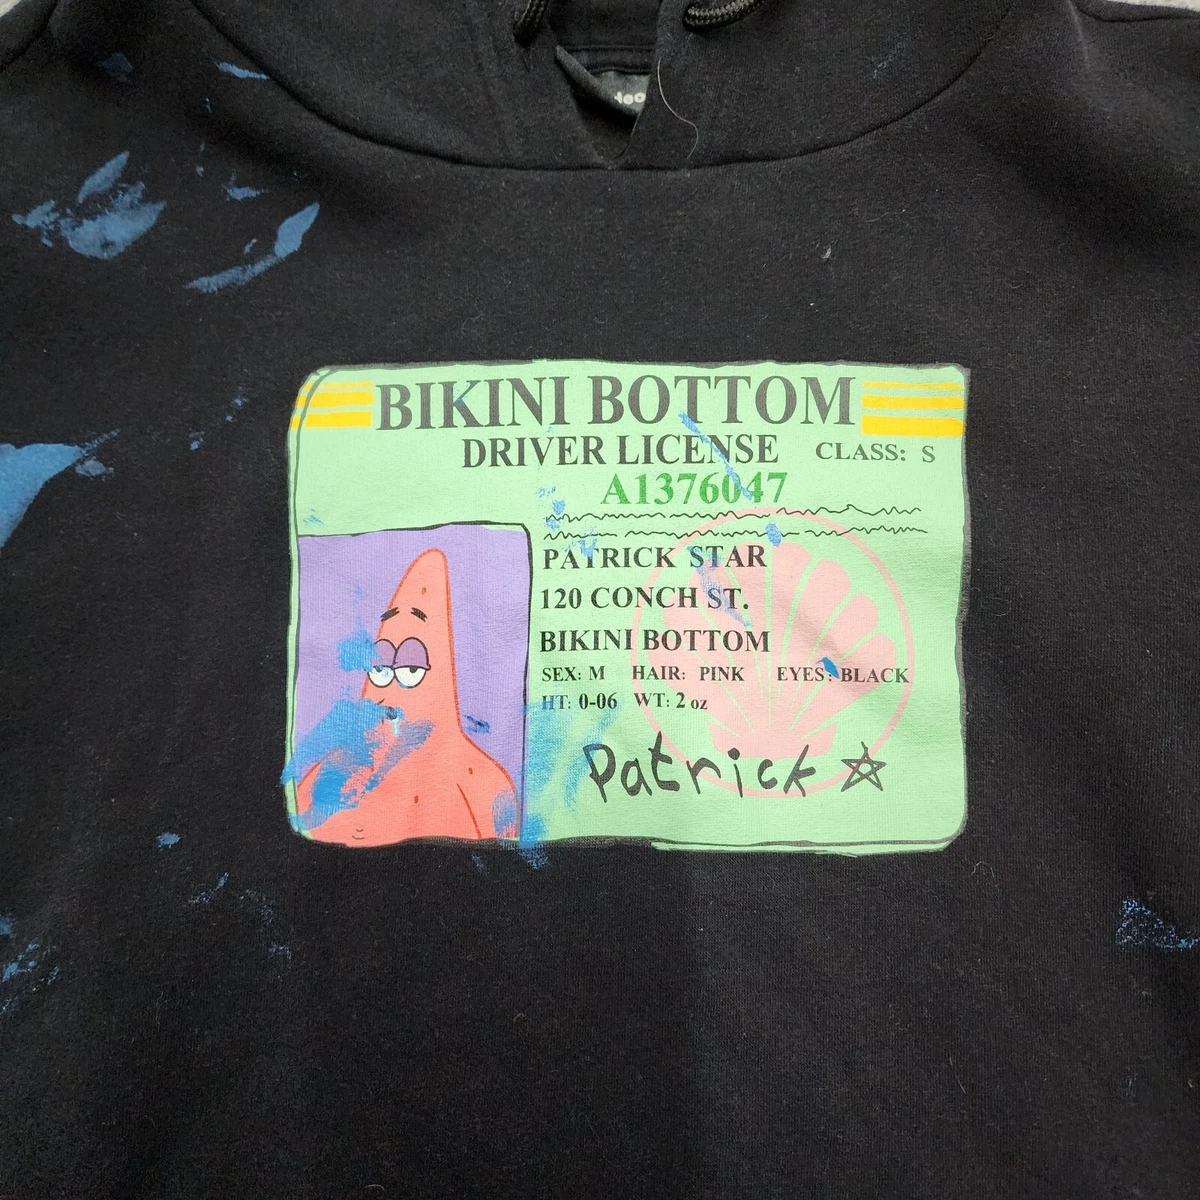 BIKINI BOTTOM
DRIVER LICENSE CLASS: S
A1376047
PATRICK STAR
120 CONCH ST.
BIKINI BOTTOM
SEX: M HAIR: PINK EYES: BLACK
HT: 0-06 WT: 2 oz
Patrick